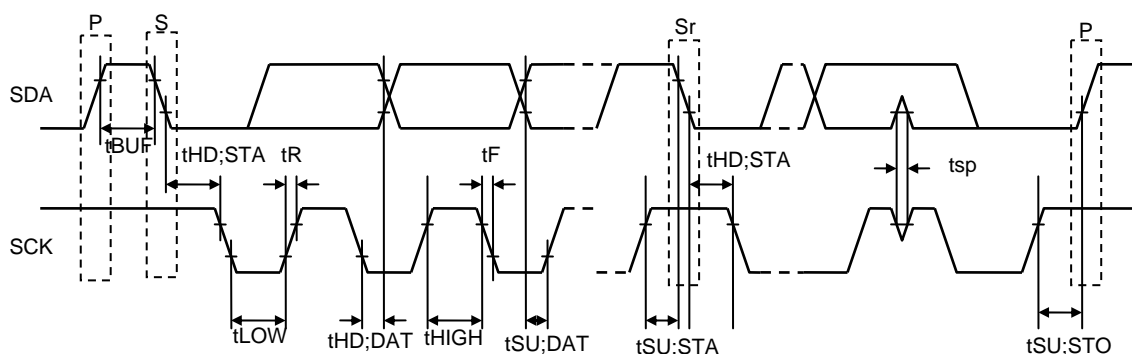 P S Sr P
SDA
tBUF
tHD;STA tR tF tHD;STA tsp
SCK
tLOW tHD;DAT tHIGH tSU;DAT tSU;STA tSU;STO